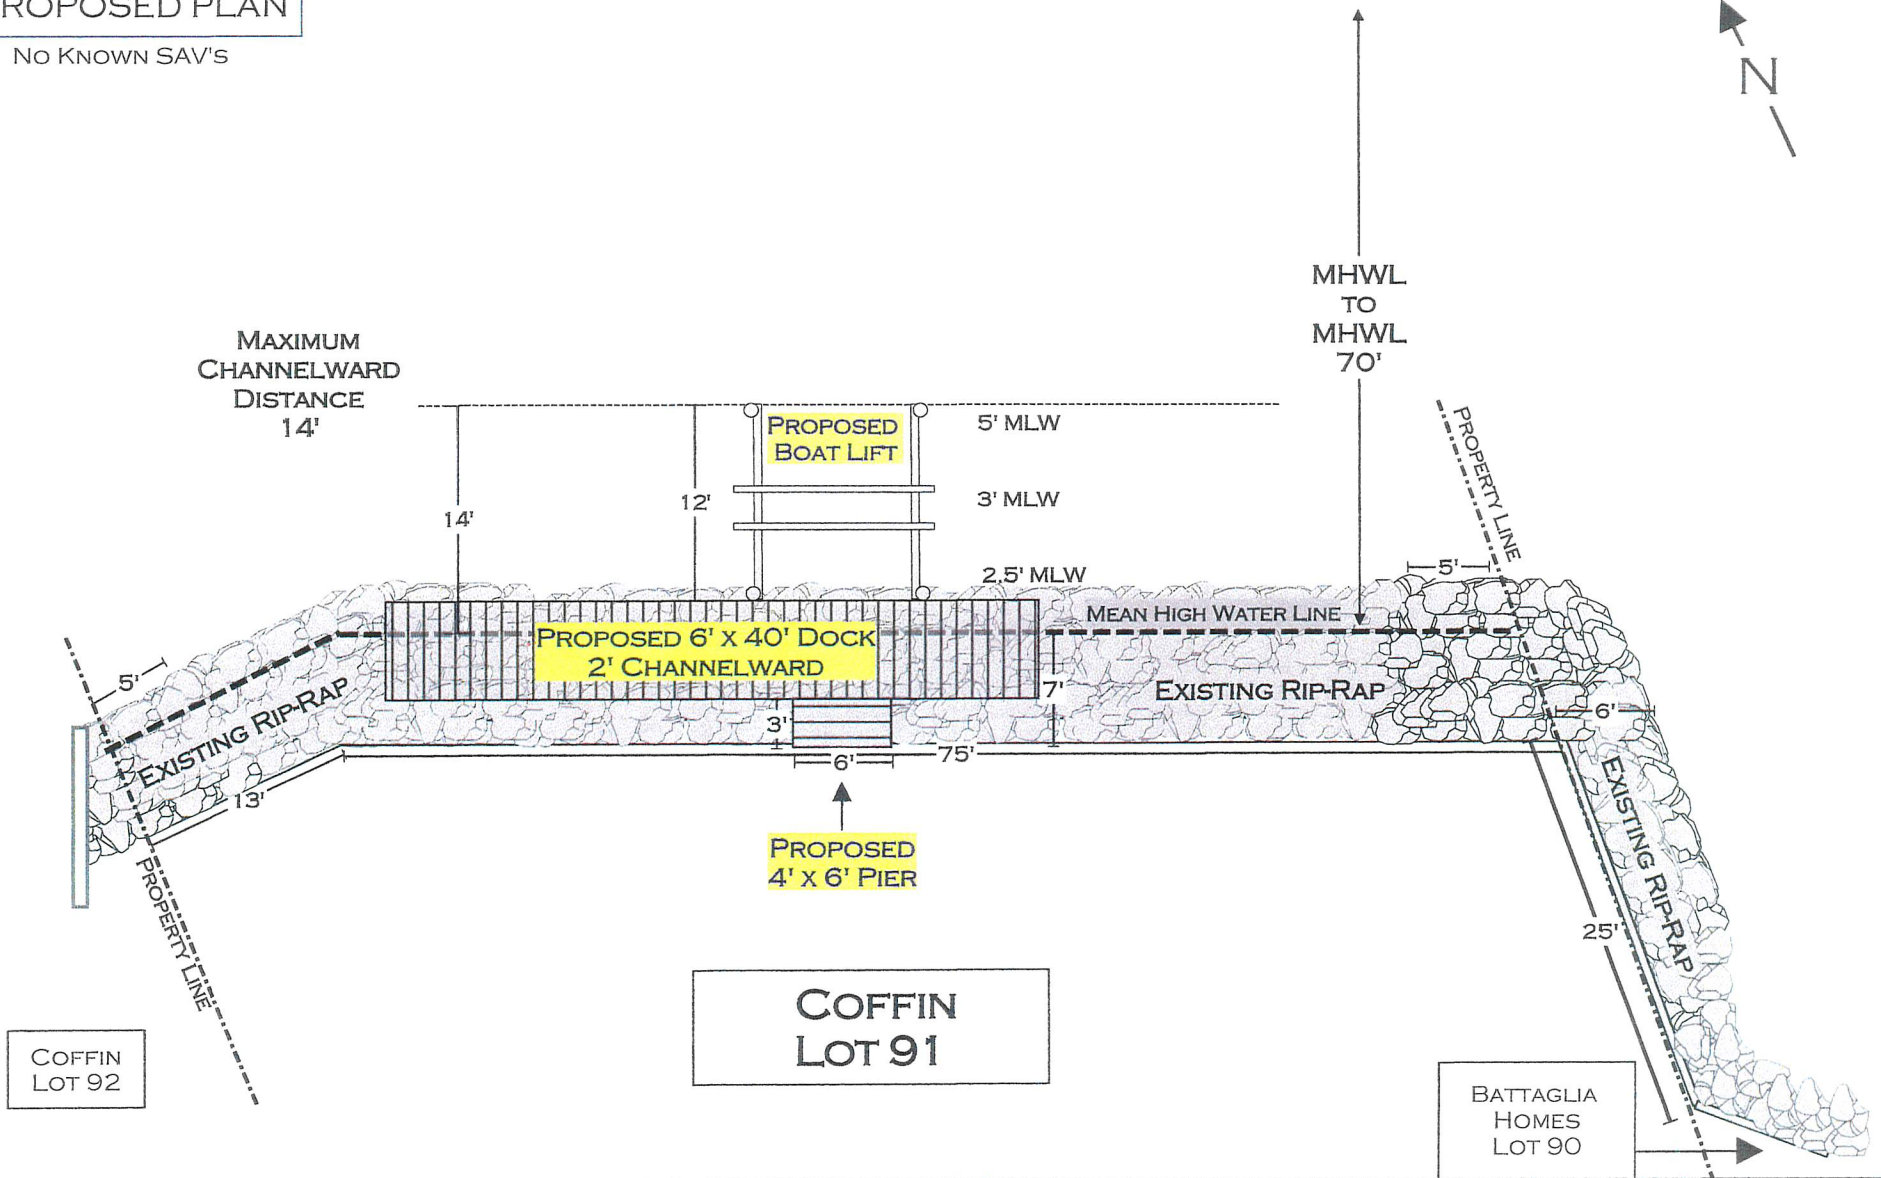 ROPOSED PLAN
No Known SAV's
N
MHWL
TO
MHWL
70'
MAXIMUM
CHANNELWARD
DISTANCE
14'
PROPOSED
BOAT LIFT
5' MLW
3' MLW
2.5' MLW
14'
12'
PROPERTY LINE
5'
MEAN HIGH WATER LINE
PROPOSED 6' X 40' DOCK
2' CHANNELWARD
5'
EXISTING RIP-RAP
7'
EXISTING RIP-RAP
6'
3'
6'
75'
13'
PROPOSED
4' X 6' PIER
PROPERTY LINE
EXISTING RIP-RAP
25'
COFFIN
LOT 91
COFFIN
LOT 92
BATTAGLIA
HOMES
LOT 90